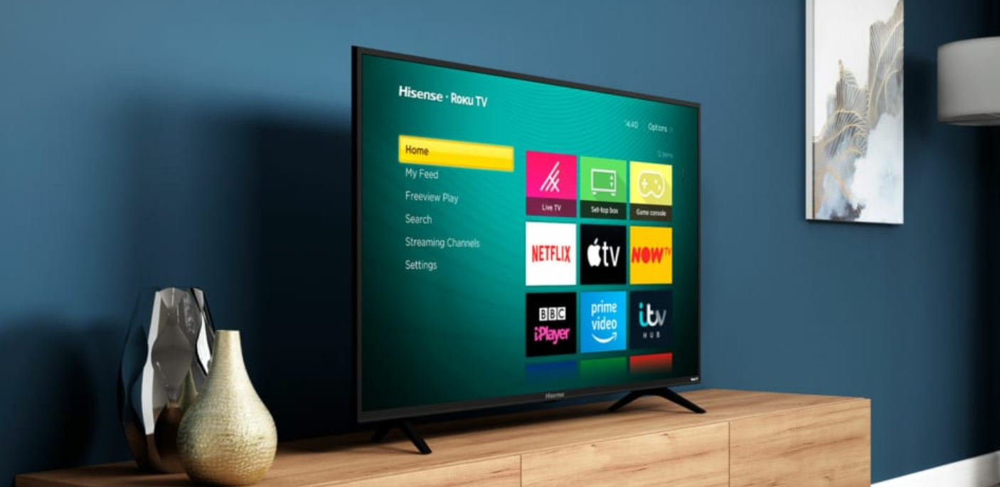 Hisense · Roku TV
14:40 Options
12 items
Home
My Feed
Freeview Play
Search
Streaming Channels
Settings
Live TV
Set-top box
Game console
NETFLIX
tv
NOW TV
BBC
iPlayer
prime
video
itv
HUB
Hisense